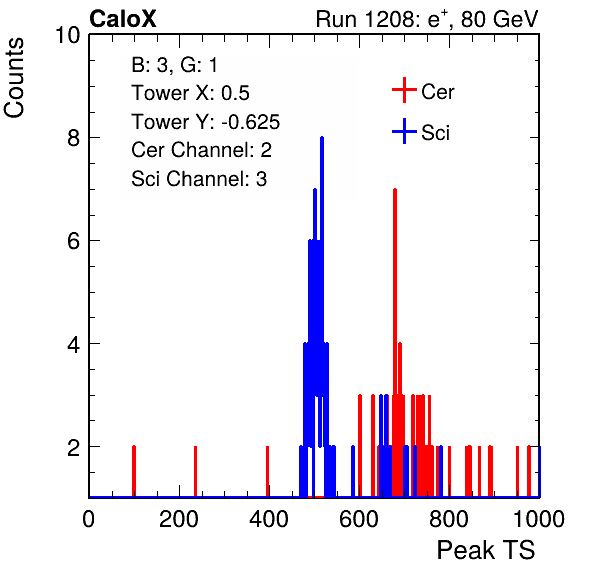 CaloX Run 1208: e⁺, 80 GeV
Counts
10
8
6
4
2
B: 3, G: 1
Tower X: 0.5
Tower Y: -0.625
Cer Channel: 2
Sci Channel: 3
Cer
Sci
0 200 400 600 800 1000
Peak TS